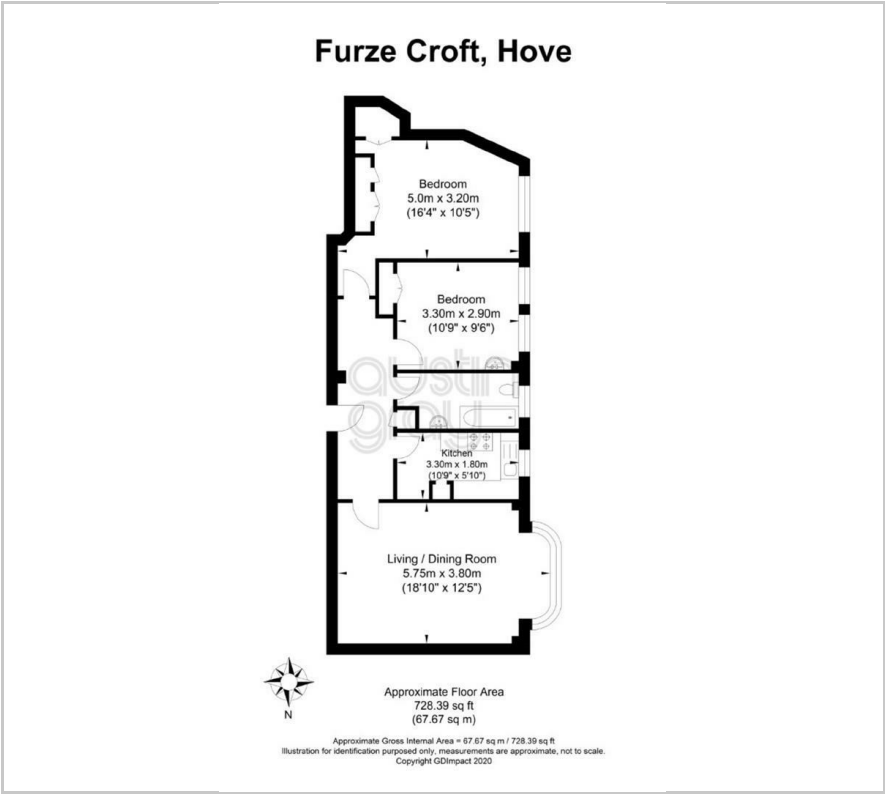 Furze Croft, Hove
Bedroom
5.0m x 3.20m
(16'4" x 10'5")
Bedroom
3.30m x 2.90m
(10'9" x 9'6")
austin
gray
Kitchen
3.30m x 1.80m
(10'9" x 5'10")
Living / Dining Room
5.75m x 3.80m
(18'10" x 12'5")
N
Approximate Floor Area
728.39 sq ft
(67.67 sq m)
Approximate Gross Internal Area = 67.67 sq m / 728.39 sq ft
Illustration for identification purposed only, measurements are approximate, not to scale.
Copyright GDImpact 2020